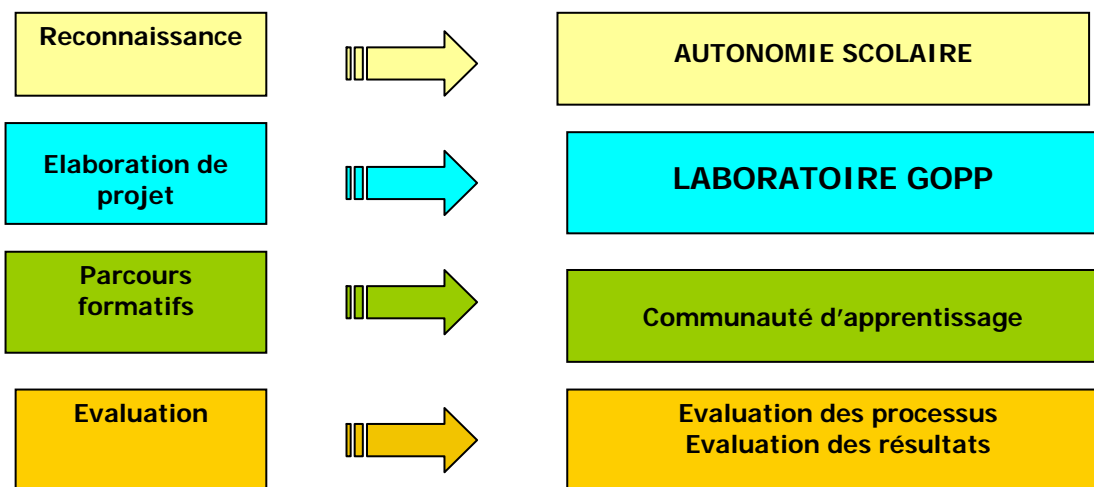 Reconnaissance
AUTONOMIE SCOLAIRE
Elaboration de
projet
LABORATOIRE GOPP
Parcours
formatifs
Communauté d’apprentissage
Evaluation
Evaluation des processus
Evaluation des résultats